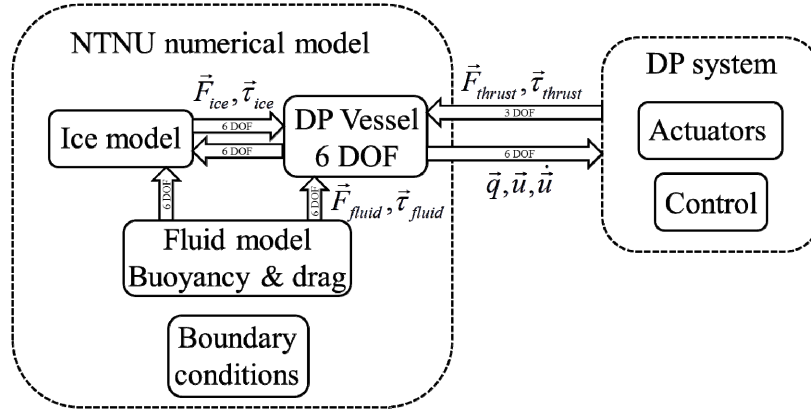 NTNU numerical model
F⃗ice, τ⃗ice
Ice model
6 DOF
6 DOF
DP Vessel
6 DOF
6 DOF
6 DOF
F⃗fluid, τ⃗fluid
Fluid model
Buoyancy & drag
Boundary
conditions
F⃗thrust, τ⃗thrust
3 DOF
6 DOF
q⃗, u⃗, u̇⃗
DP system
Actuators
Control